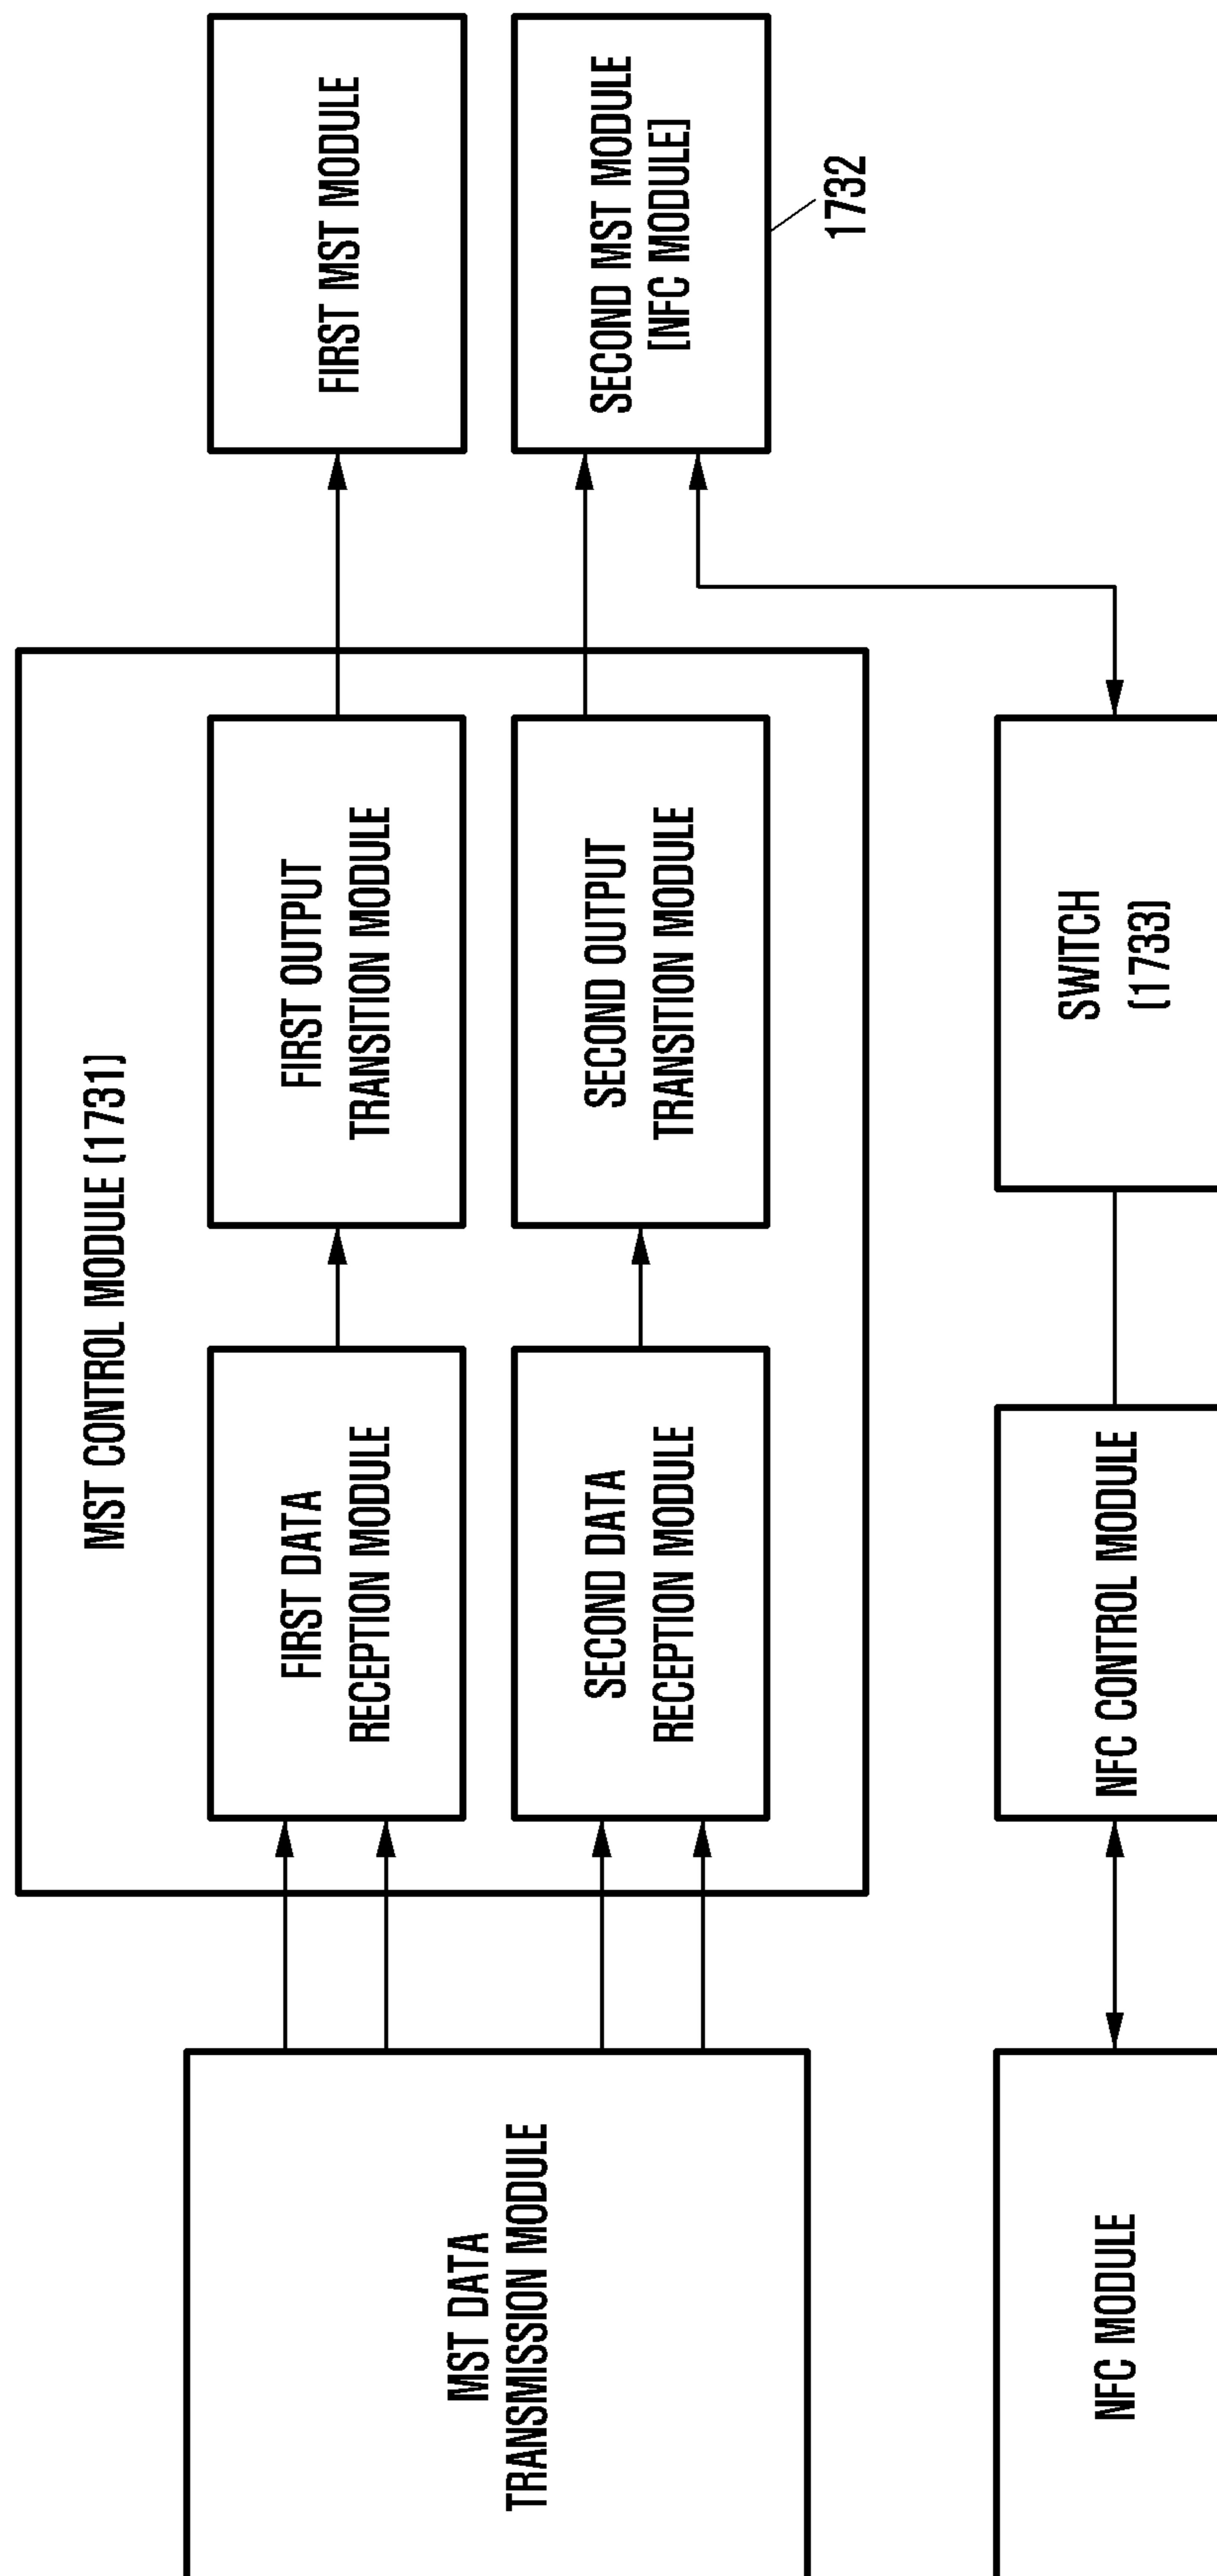 MST CONTROL MODULE (1731)
MST DATA
TRANSMISSION MODULE
FIRST DATA
RECEPTION MODULE
FIRST OUTPUT
TRANSITION MODULE
FIRST MST MODULE
SECOND DATA
RECEPTION MODULE
SECOND OUTPUT
TRANSITION MODULE
SECOND MST MODULE
(NFC MODULE)
1732
NFC MODULE
NFC CONTROL MODULE
SWITCH
(1733)